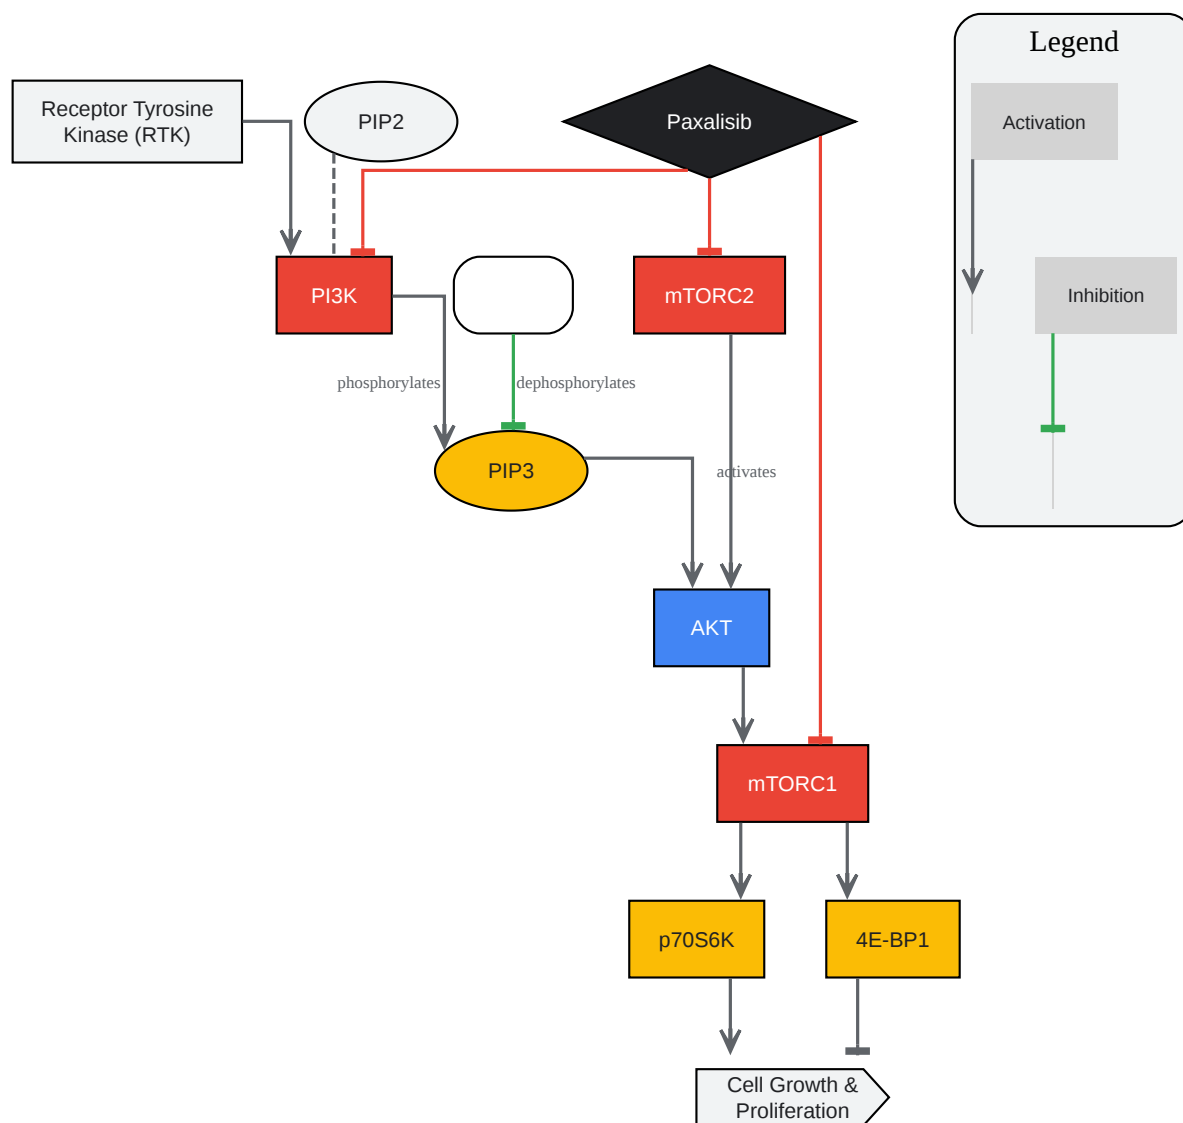 Legend
Receptor Tyrosine
Kinase (RTK)
PIP2
Paxalisib
Activation
PI3K
mTORC2
Inhibition
phosphorylates
dephosphorylates
PIP3
activates
AKT
mTORC1
p70S6K
4E-BP1
Cell Growth &
Proliferation